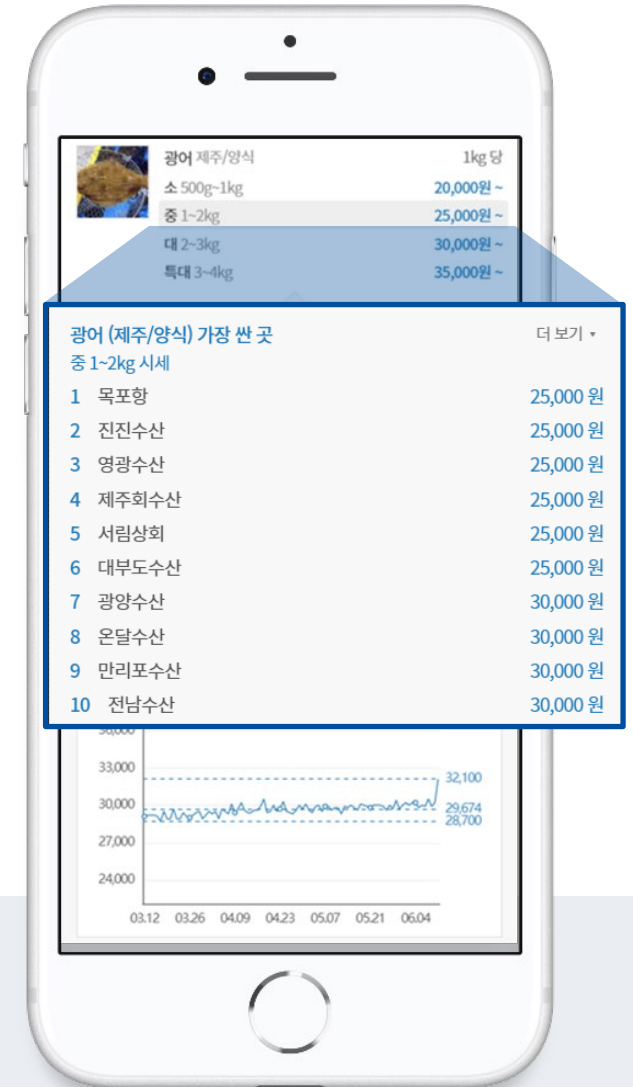 광어 제주/양식 1kg 당
소 500g~1kg 20,000원 ~
중 1~2kg 25,000원 ~
대 2~3kg 30,000원 ~
특대 3~4kg 35,000원 ~
광어 (제주/양식) 가장 싼 곳 더 보기 ▾
중 1~2kg 시세
1 목포항 25,000 원
2 진진수산 25,000 원
3 영광수산 25,000 원
4 제주회수산 25,000 원
5 서림상회 25,000 원
6 대부도수산 25,000 원
7 광양수산 30,000 원
8 온달수산 30,000 원
9 만리포수산 30,000 원
10 전남수산 30,000 원
36,000
33,000
32,100
30,000
29,674
28,700
27,000
24,000
03.12 03.26 04.09 04.23 05.07 05.21 06.04